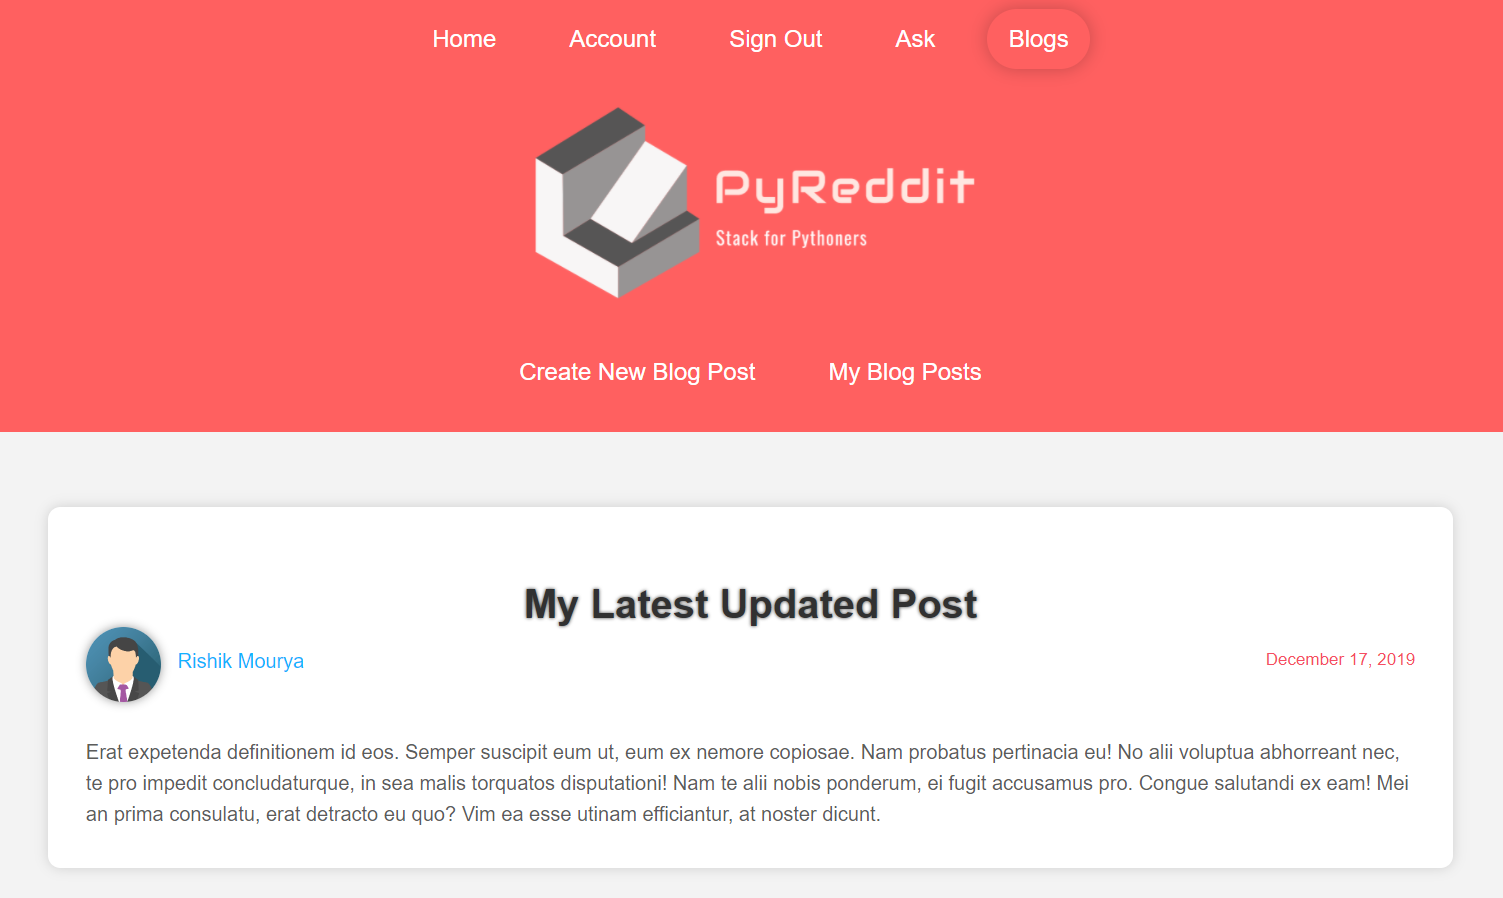 Home Account Sign Out Ask Blogs
PyReddit
Stack for Pythoners
Create New Blog Post My Blog Posts
My Latest Updated Post
Rishik Mourya December 17, 2019
Erat expetenda definitionem id eos. Semper suscipit eum ut, eum ex nemore copiosae. Nam probatus pertinacia eu! No alii voluptua abhorreant nec,
te pro impedit concludaturque, in sea malis torquatos disputationi! Nam te alii nobis ponderum, ei fugit accusamus pro. Congue salutandi ex eam! Mei
an prima consulatu, erat detracto eu quo? Vim ea esse utinam efficiantur, at noster dicunt.